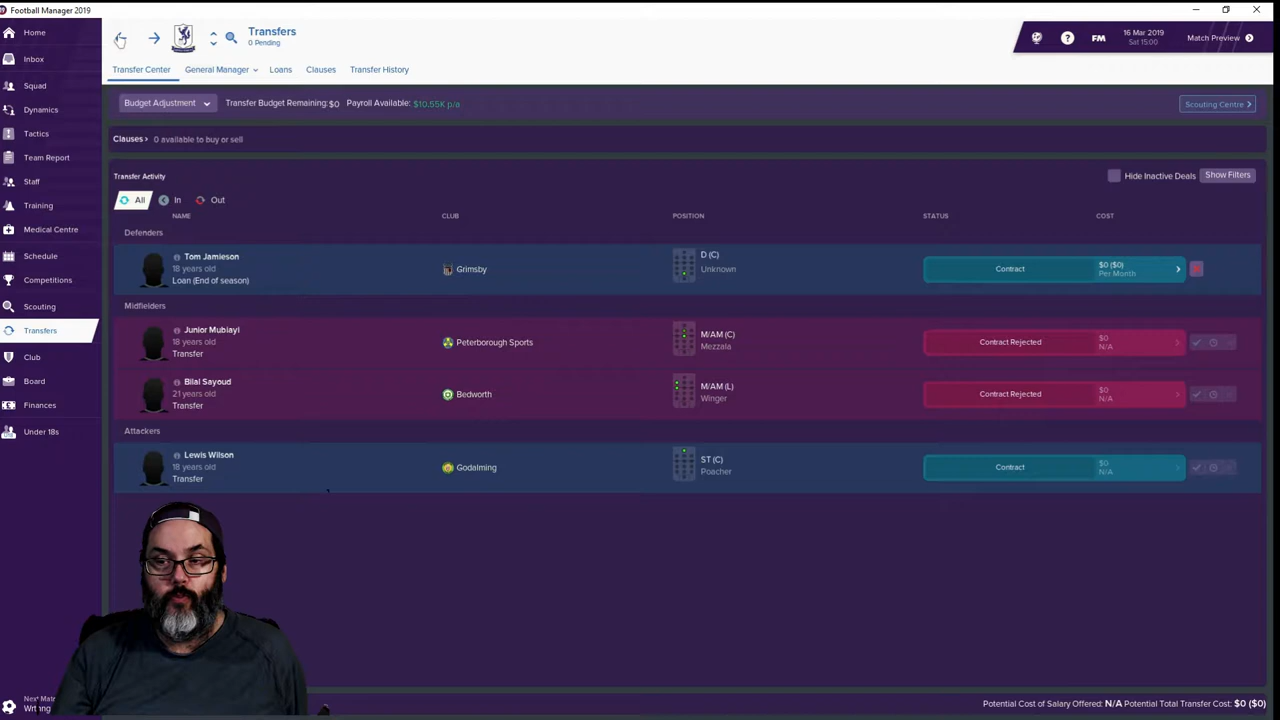 Football Manager 2019
Home
Inbox
Squad
Dynamics
Tactics
Team Report
Staff
Training
Medical Centre
Schedule
Competitions
Scouting
Transfers
Club
Board
Finances
Under 18s
Transfers
0 Pending
16 Mar 2019
Sat 15:00
FM
Match Preview
Transfer Center
General Manager
Loans
Clauses
Transfer History
Budget Adjustment
Transfer Budget Remaining: $0
Payroll Available: $10.55K p/a
Scouting Centre >
Clauses > 0 available to buy or sell
Transfer Activity
Hide Inactive Deals
Show Filters
All
In
Out
NAME CLUB POSITION STATUS COST
Defenders
Tom Jamieson
18 years old
Loan (End of season)
Grimsby
D (C)
Unknown
Contract
$0 ($0)
Per Month
Midfielders
Junior Mubiayi
18 years old
Transfer
Peterborough Sports
M/AM (C)
Mezzala
Contract Rejected
$0
N/A
Bilal Sayoud
21 years old
Transfer
Bedworth
M/AM (L)
Winger
Contract Rejected
$0
N/A
Attackers
Lewis Wilson
18 years old
Transfer
Godalming
ST (C)
Poacher
Contract
$0
N/A
Potential Cost of Salary Offered: N/A Potential Total Transfer Cost: $0 ($0)